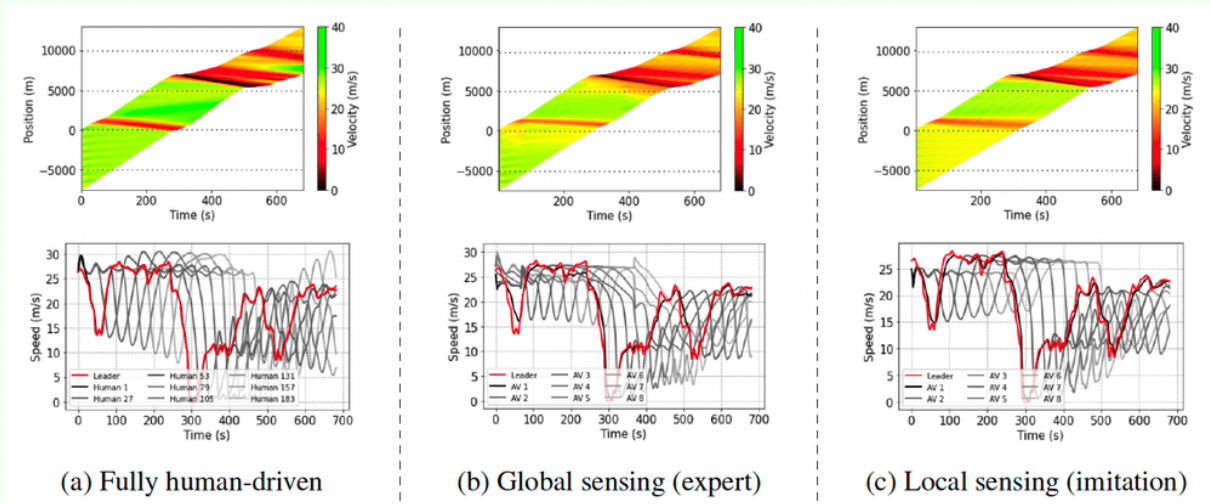 10000
5000
0
−5000
Position (m)
0
200
400
600
Time (s)
40
30
20
10
0
Velocity (m/s)
10000
5000
0
−5000
Position (m)
0
200
400
600
Time (s)
40
30
20
10
0
Velocity (m/s)
10000
5000
0
−5000
Position (m)
0
200
400
600
Time (s)
40
30
20
10
0
Velocity (m/s)
30
25
20
15
10
5
0
Speed (m/s)
Leader
Human 1
Human 27
Human 53
Human 79
Human 105
Human 131
Human 157
Human 183
0 100 200 300 400 500 600 700
Time (s)
30
25
20
15
10
5
0
Speed (m/s)
Leader
AV 1
AV 2
AV 3
AV 4
AV 5
AV 6
AV 7
AV 8
0 100 200 300 400 500 600 700
Time (s)
25
20
15
10
5
0
Speed (m/s)
Leader
AV 1
AV 2
AV 3
AV 4
AV 5
AV 6
AV 7
AV 8
0 100 200 300 400 500 600 700
Time (s)
(a) Fully human-driven
(b) Global sensing (expert)
(c) Local sensing (imitation)